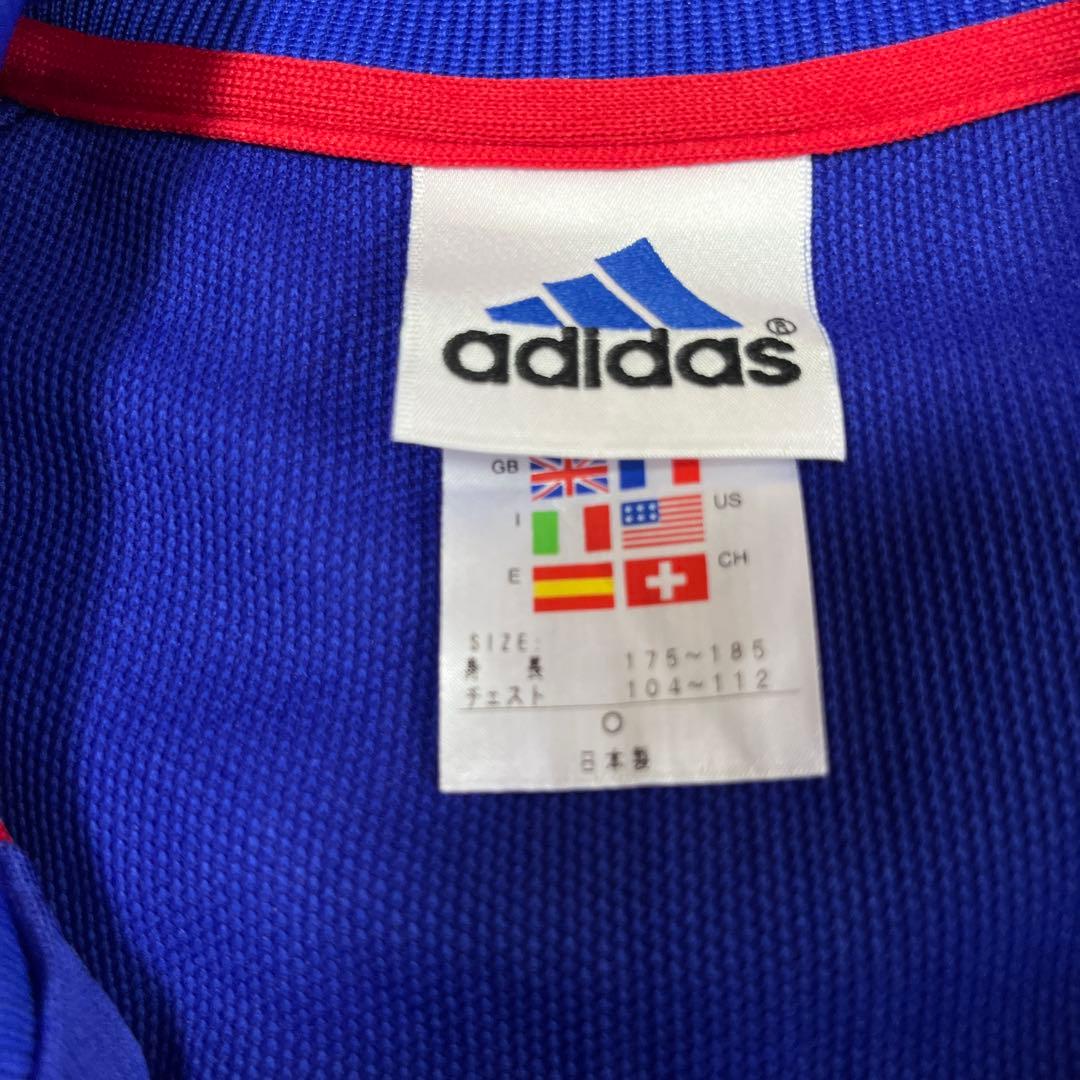 adidas®
GB
I US
E CH
SIZE:
身長 175~185
チェスト 104~112
O
日本製